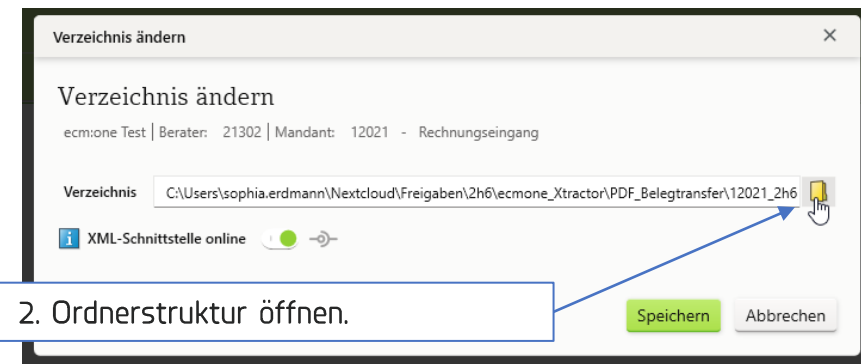 Verzeichnis ändern
Verzeichnis ändern
ecm:one Test | Berater: 21302 | Mandant: 12021 - Rechnungseingang
Verzeichnis C:\Users\sophia.erdmann\Nextcloud\Freigaben\2h6\ecmone_Xtractor\PDF_Belegtransfer\12021_2h6
XML-Schnittstelle online
2. Ordnerstruktur öffnen.
Speichern Abbrechen